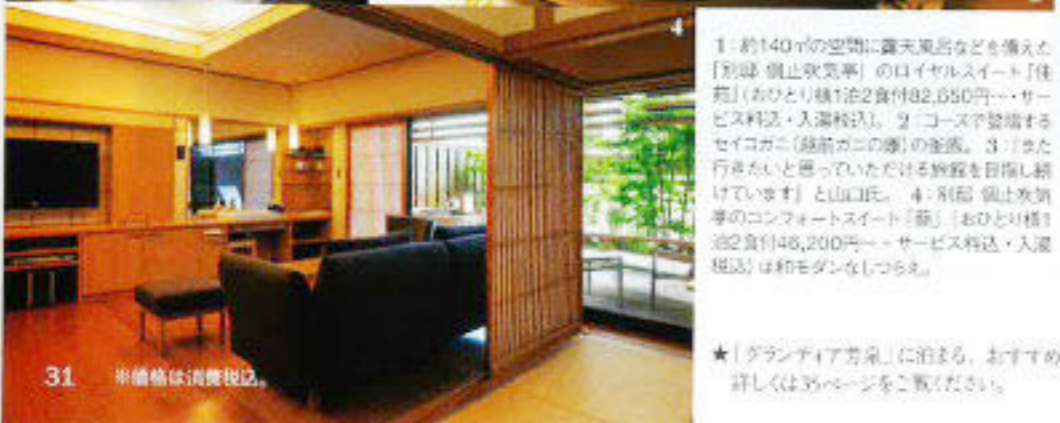 4
1：約140㎡の空間に露天風呂などを備えた
「別邸 個止吹気亭」のロイヤルスイート「佳
苑」(おひとり様1泊2食付82,650円〜・サー
ビス料込・入湯税込)。 2：コースで登場する
セイコガニ(越前ガニの雌)の釜飯。 3：「また
行きたいと思っていただける旅館を目指し続
けています」と山口氏。 4：別邸 個止吹気
亭のコンフォートスイート「葵」(おひとり様1
泊2食付46,200円〜・サービス料込・入湯
税込)は和モダンなしつらえ。
★「グランディア芳泉」に泊まる、おすすめ
詳しくは35ページをご覧ください。
31 ※価格は消費税込。